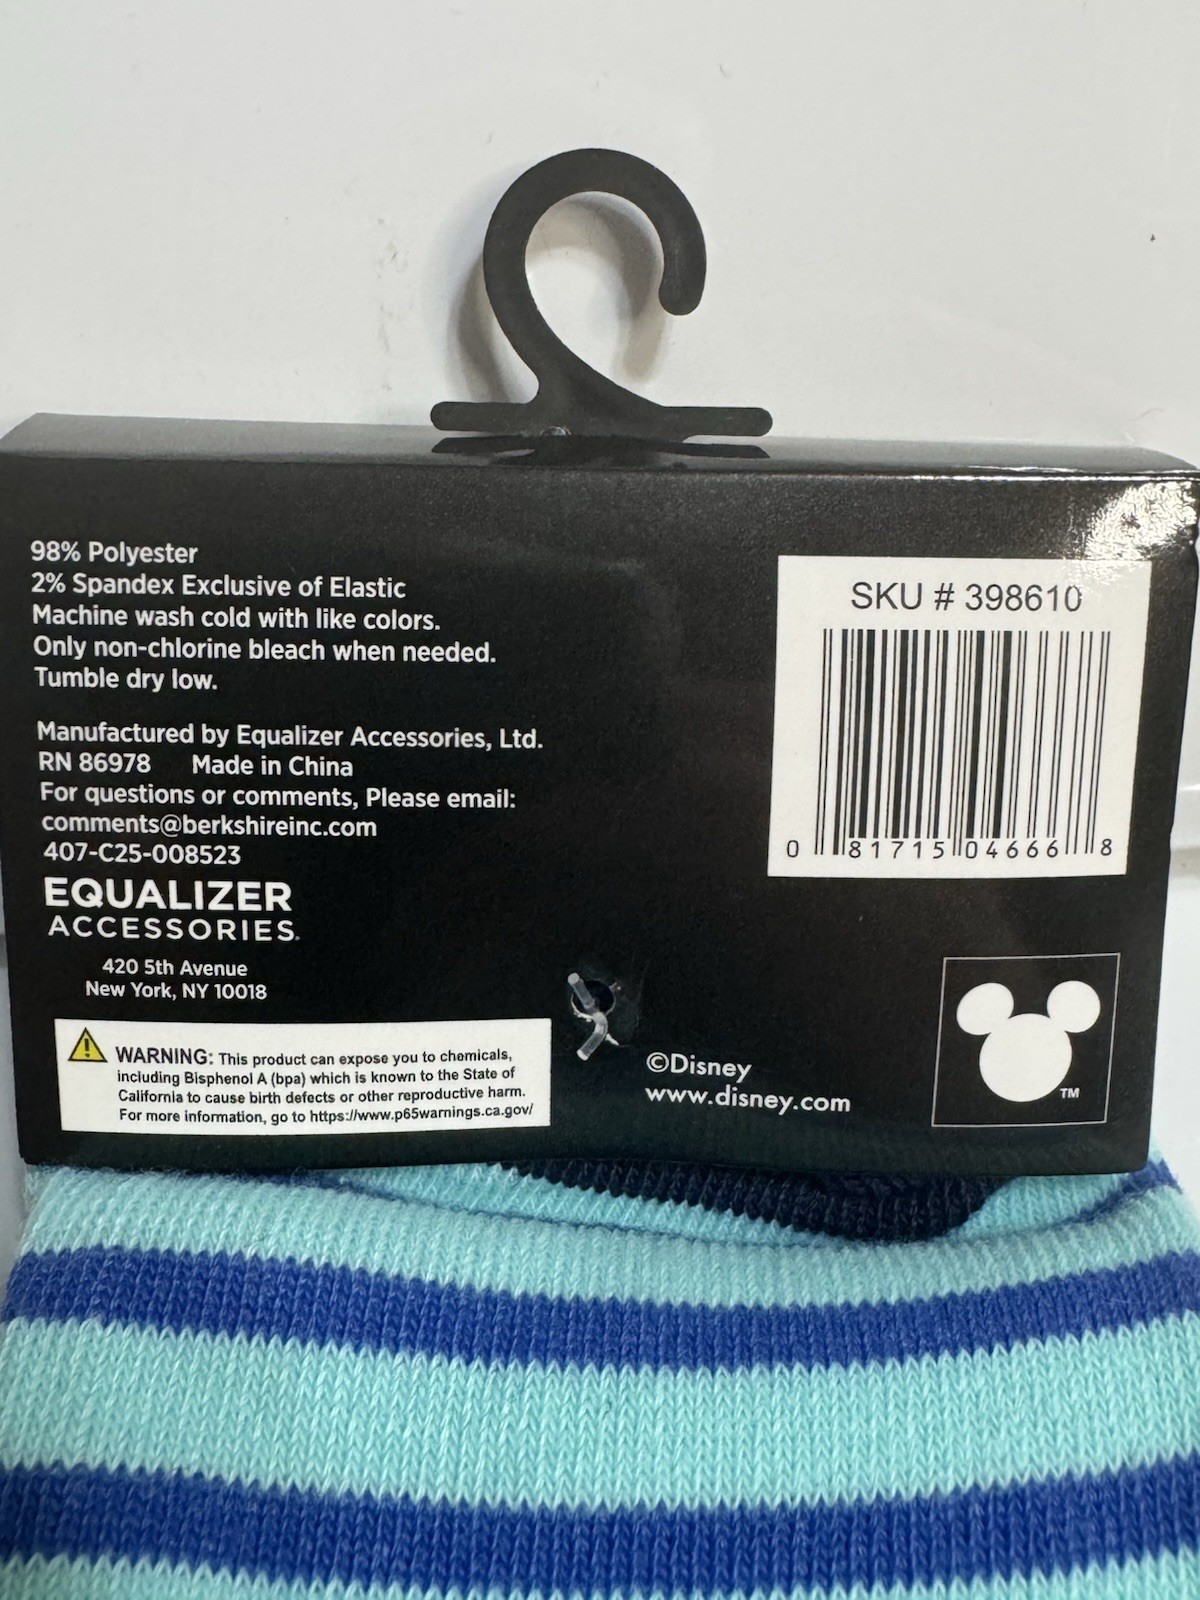 98% Polyester
2% Spandex Exclusive of Elastic
Machine wash cold with like colors.
Only non-chlorine bleach when needed.
Tumble dry low.
Manufactured by Equalizer Accessories, Ltd.
RN 86978 Made in China
For questions or comments, Please email:
comments@berkshireinc.com
407-C25-008523
EQUALIZER
ACCESSORIES.
420 5th Avenue
New York, NY 10018
WARNING: This product can expose you to chemicals,
including Bisphenol A (bpa) which is known to the State of
California to cause birth defects or other reproductive harm.
For more information, go to https://www.p65warnings.ca.gov/
SKU # 398610
0 81715 04666 8
©Disney
www.disney.com
TM